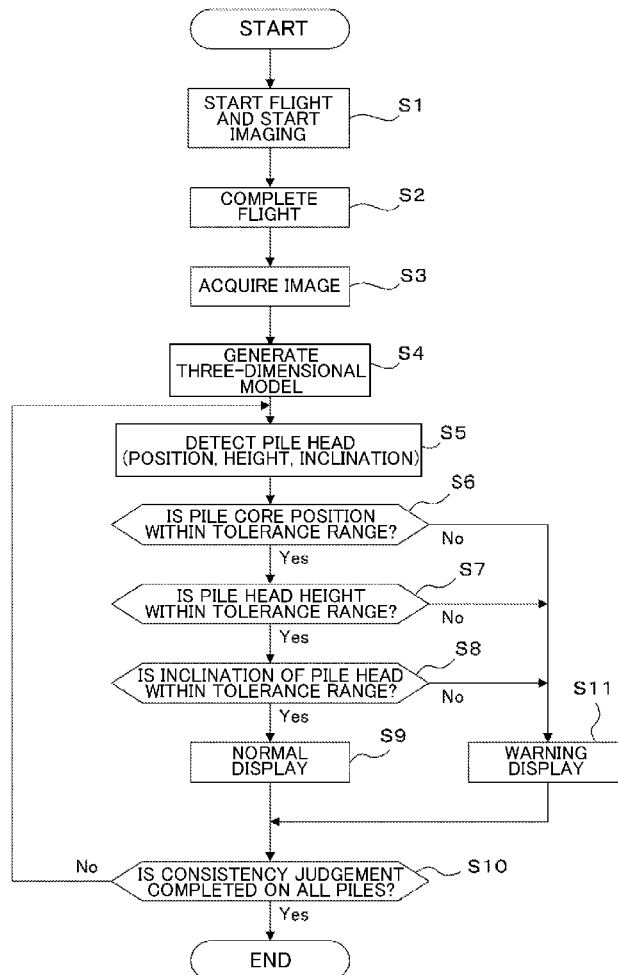 START
START FLIGHT
AND START
IMAGING
S1
COMPLETE
FLIGHT
S2
ACQUIRE IMAGE
S3
GENERATE
THREE-DIMENSIONAL
MODEL
S4
DETECT PILE HEAD
(POSITION, HEIGHT, INCLINATION)
S5
IS PILE CORE POSITION
WITHIN TOLERANCE RANGE?
S6
No
Yes
IS PILE HEAD HEIGHT
WITHIN TOLERANCE RANGE?
S7
No
Yes
IS INCLINATION OF PILE HEAD
WITHIN TOLERANCE RANGE?
S8
No
Yes
NORMAL
DISPLAY
S9
WARNING
DISPLAY
S11
No
IS CONSISTENCY JUDGEMENT
COMPLETED ON ALL PILES?
S10
Yes
END